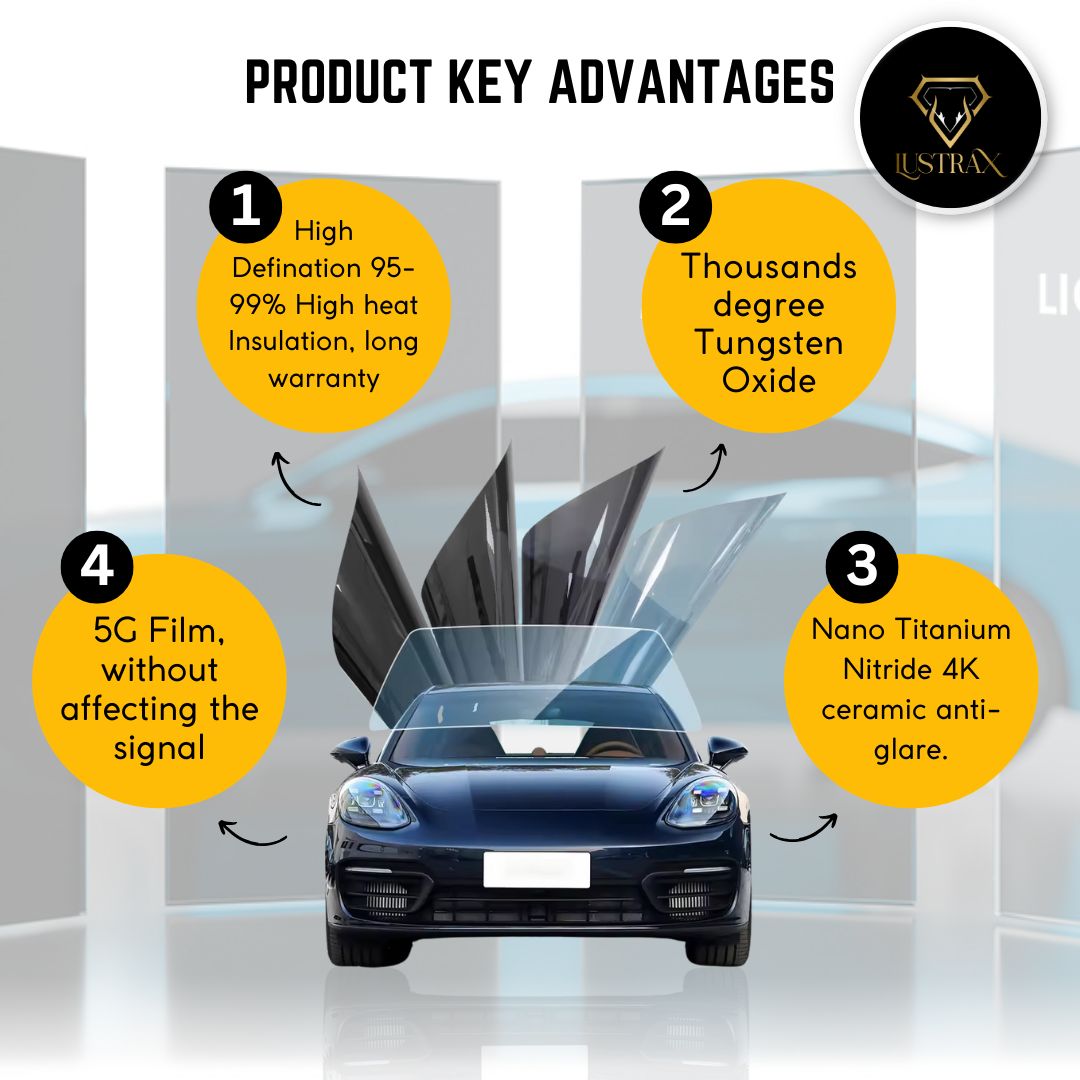 PRODUCT KEY ADVANTAGES
LUSTRAX
1
High
Defination 95-
99% High heat
Insulation, long
warranty
2
Thousands
degree
Tungsten
Oxide
LIG
4
5G Film,
without
affecting the
signal
3
Nano Titanium
Nitride 4K
ceramic anti-
glare.